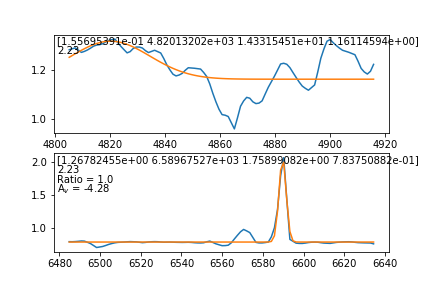 [1.55695391e-01 4.82013202e+03 1.43315451e+01 1.16114594e+00]
2.23
1.2
1.0
4800 4820 4840 4860 4880 4900 4920
[1.26782455e+00 6.58967527e+03 1.75899082e+00 7.83750882e-01]
2.0
2.23
Ratio = 1.0
Av = -4.28
1.5
1.0
6480 6500 6520 6540 6560 6580 6600 6620 6640